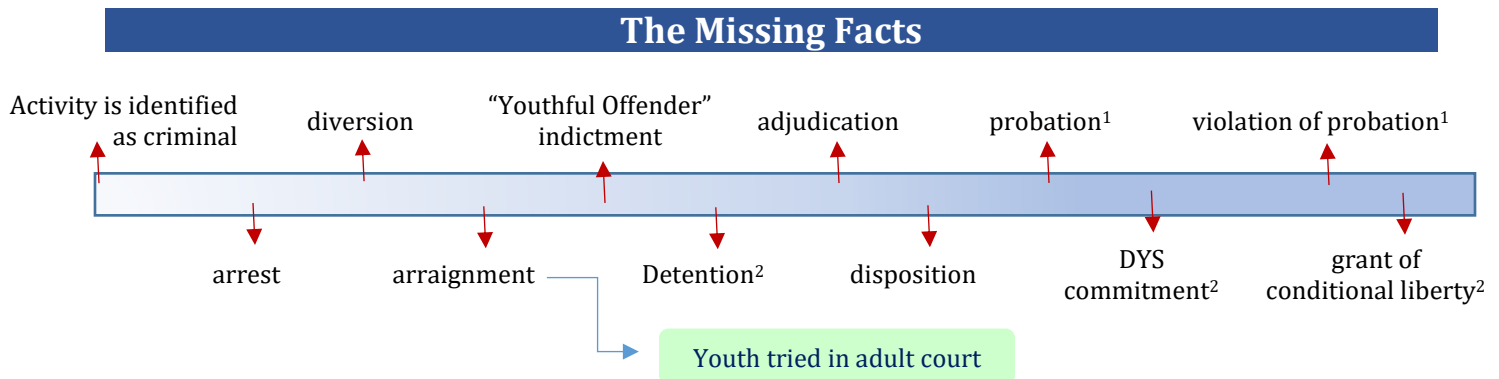 The Missing Facts
Activity is identified
as criminal
diversion
“Youthful Offender”
indictment
adjudication
probation¹
violation of probation¹
arrest
arraignment
Detention²
disposition
DYS
commitment²
grant of
conditional liberty²
Youth tried in adult court